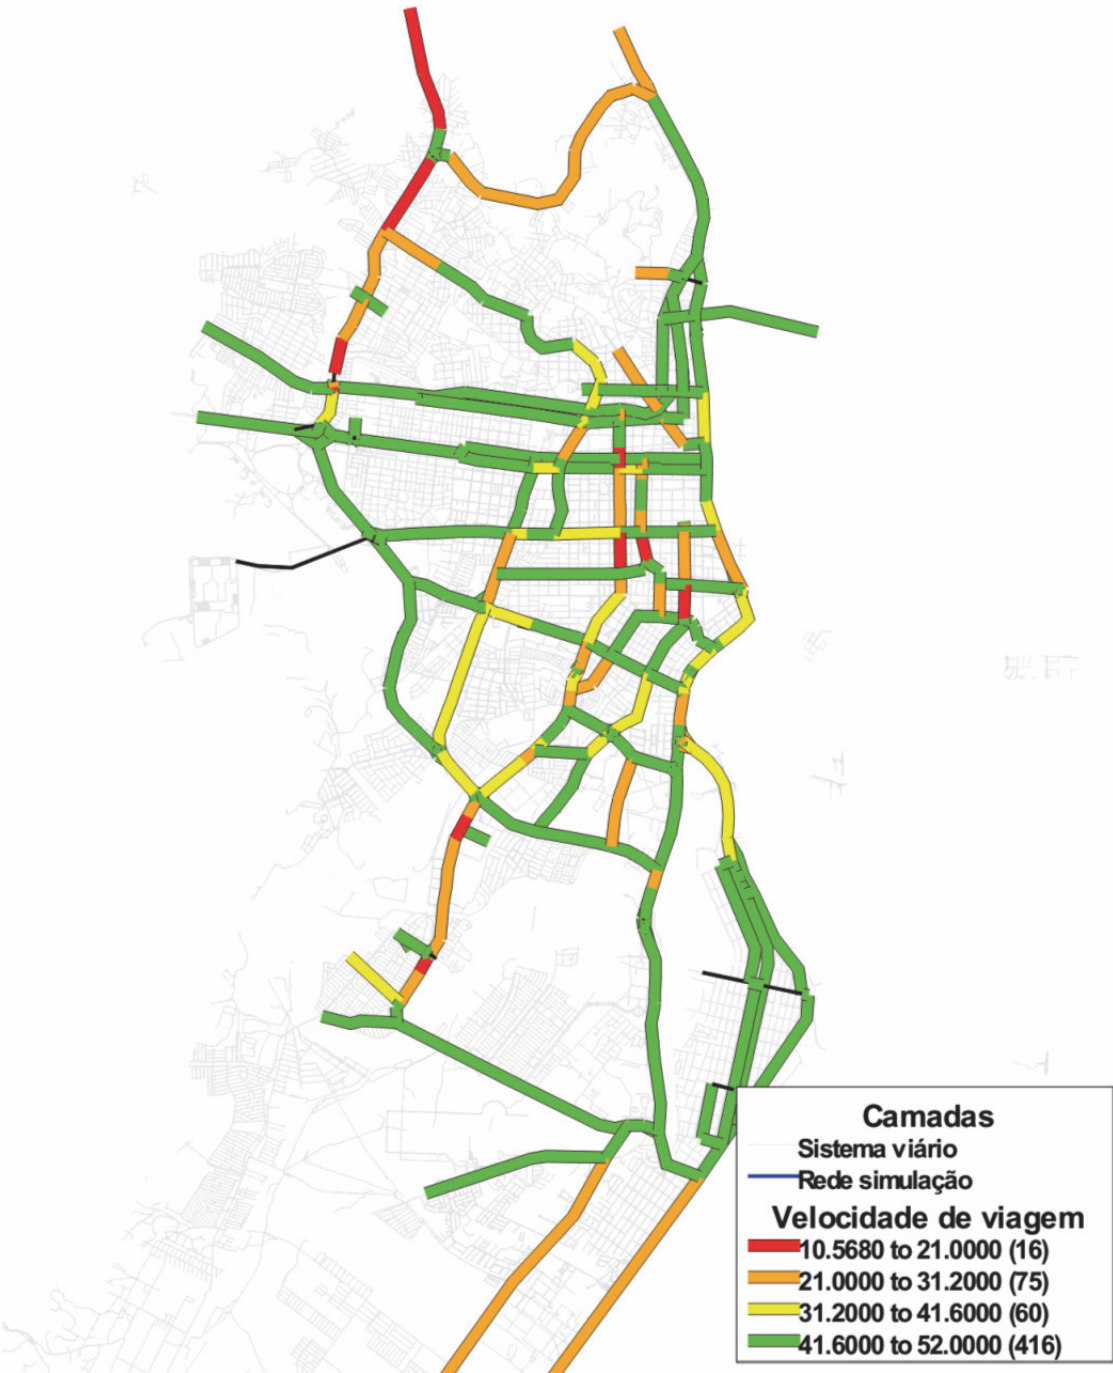 Camadas
Sistema viário
Rede simulação
Velocidade de viagem
10.5680 to 21.0000 (16)
21.0000 to 31.2000 (75)
31.2000 to 41.6000 (60)
41.6000 to 52.0000 (416)